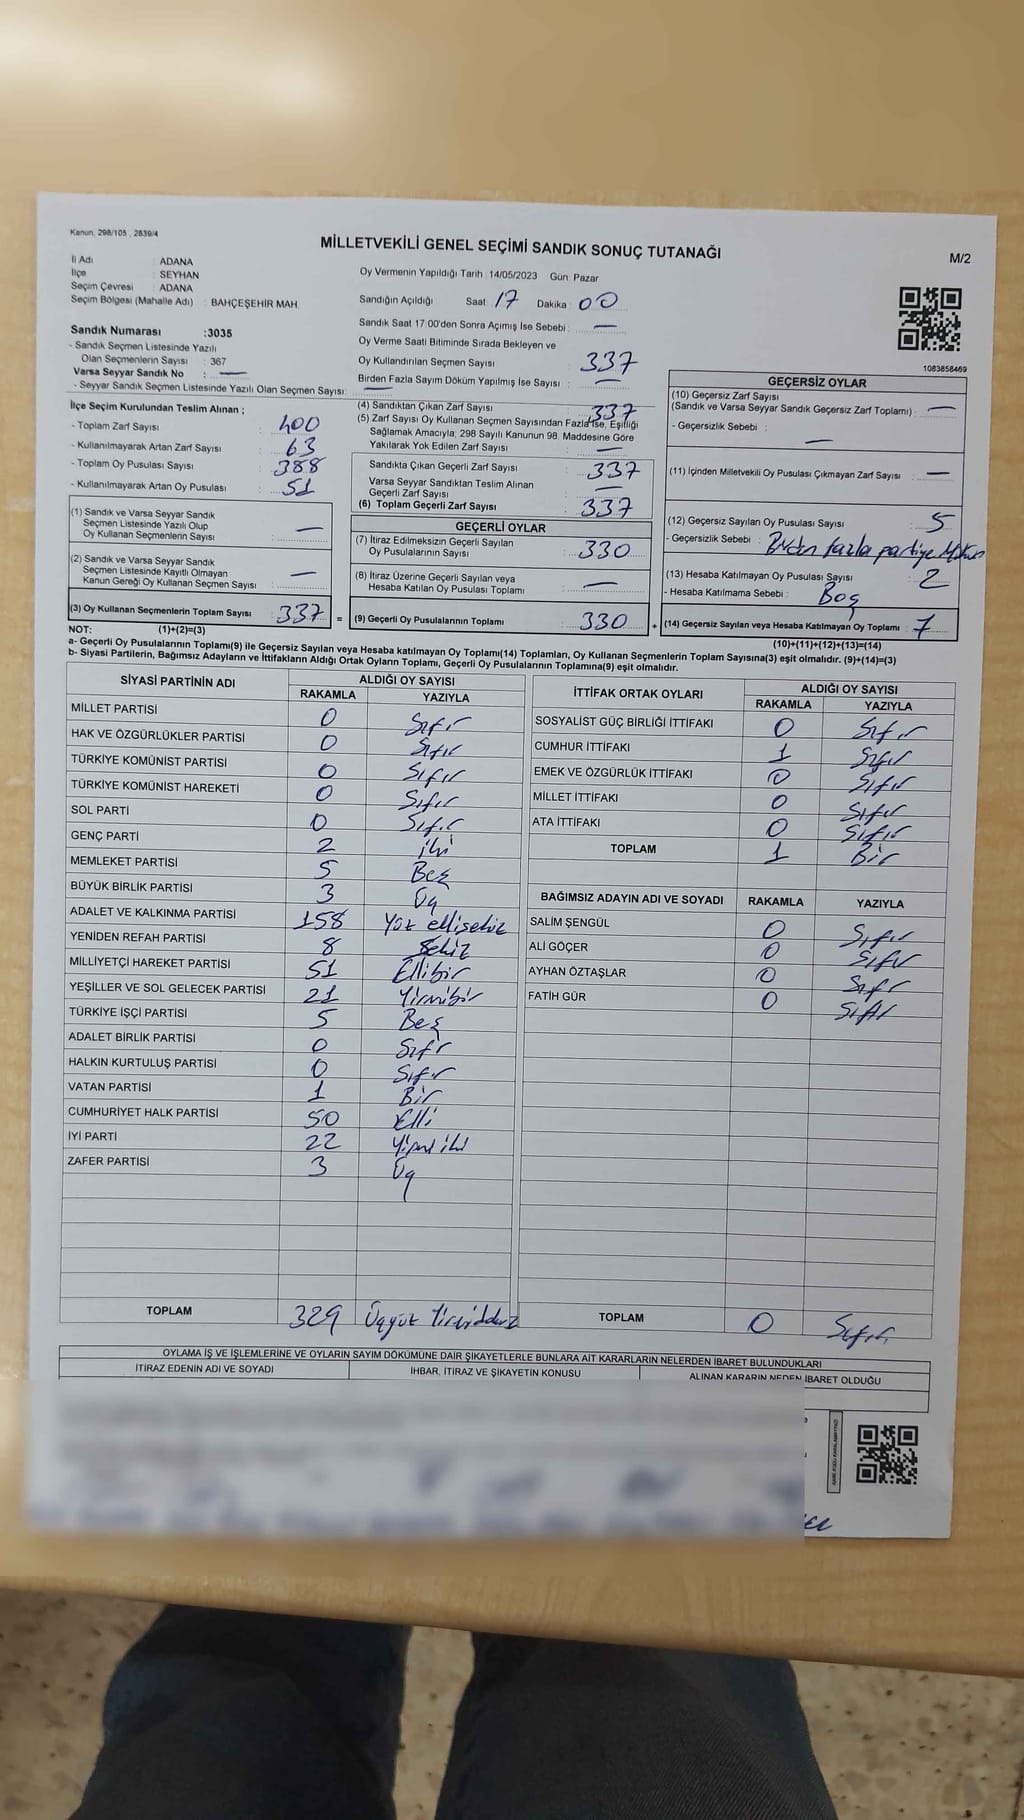 Kanun; 298/105 , 2839/4
MİLLETVEKİLİ GENEL SEÇİMİ SANDIK SONUÇ TUTANAĞI
M/2
İl Adı ADANA
İlçe : SEYHAN
Seçim Çevresi : ADANA
Seçim Bölgesi (Mahalle Adı) : BAHÇEŞEHİR MAH.
Sandık Numarası :3035
- Sandık Seçmen Listesinde Yazılı
Olan Seçmenlerin Sayısı : 367
Varsa Seyyar Sandık No : —
- Seyyar Sandık Seçmen Listesinde Yazılı Olan Seçmen Sayısı: —
Oy Vermenin Yapıldığı Tarih : 14/05/2023 Gün: Pazar
Sandığın Açıldığı Saat: 17 Dakika : 00
Sandık Saat 17:00'den Sonra Açımış İse Sebebi : —
Oy Verme Saati Bitiminde Sırada Bekleyen ve
Oy Kullandırılan Seçmen Sayısı : 337
Birden Fazla Sayım Döküm Yapılmış İse Sayısı : —
1083858469
İlçe Seçim Kurulundan Teslim Alınan ;
- Toplam Zarf Sayısı : 400
- Kullanılmayarak Artan Zarf Sayısı : 63
- Toplam Oy Pusulası Sayısı : 388
- Kullanılmayarak Artan Oy Pusulası : 51
(4) Sandıktan Çıkan Zarf Sayısı : 337
(5) Zarf Sayısı Oy Kullanan Seçmen Sayısından Fazla İse, Eşitliği
Sağlamak Amacıyla; 298 Sayılı Kanunun 98. Maddesine Göre
Yakılarak Yok Edilen Zarf Sayısı : —
Sandıkta Çıkan Geçerli Zarf Sayısı : 337
Varsa Seyyar Sandıktan Teslim Alınan
Geçerli Zarf Sayısı : —
(6) Toplam Geçerli Zarf Sayısı : 337
GEÇERSİZ OYLAR
(10) Geçersiz Zarf Sayısı
(Sandık ve Varsa Seyyar Sandık Geçersiz Zarf Toplamı) : —
- Geçersizlik Sebebi : —
(11) İçinden Milletvekili Oy Pusulası Çıkmayan Zarf Sayısı : —
(12) Geçersiz Sayılan Oy Pusulası Sayısı : 5
- Geçersizlik Sebebi : Birden fazla partiye
(13) Hesaba Katılmayan Oy Pusulası Sayısı : 2
- Hesaba Katılmama Sebebi : Boş
(1) Sandık ve Varsa Seyyar Sandık
Seçmen Listesinde Yazılı Olup
Oy Kullanan Seçmenlerin Sayısı : —
(2) Sandık ve Varsa Seyyar Sandık
Seçmen Listesinde Kayıtlı Olmayan
Kanun Gereği Oy Kullanan Seçmen Sayısı : —
(3) Oy Kullanan Seçmenlerin Toplam Sayısı : 337 =
GEÇERLİ OYLAR
(7) İtiraz Edilmeksizin Geçerli Sayılan
Oy Pusulalarının Sayısı : 330
(8) İtiraz Üzerine Geçerli Sayılan veya
Hesaba Katılan Oy Pusulası Toplamı : —
(9) Geçerli Oy Pusulalarının Toplamı : 330 +
(14) Geçersiz Sayılan veya Hesaba Katılmayan Oy Toplamı : 7
NOT: (1)+(2)=(3)
(10)+(11)+(12)+(13)=(14)
a- Geçerli Oy Pusulalarının Toplamı(9) ile Geçersiz Sayılan veya Hesaba katılmayan Oy Toplamı(14) Toplamları, Oy Kullanan Seçmenlerin Toplam Sayısına(3) eşit olmalıdır. (9)+(14)=(3)
b- Siyasi Partilerin, Bağımsız Adayların ve İttifakların Aldığı Ortak Oyların Toplamı, Geçerli Oy Pusulalarının Toplamına(9) eşit olmalıdır.
SİYASİ PARTİNİN ADI ALDIĞI OY SAYISI
RAKAMLA YAZIYLA
MİLLET PARTİSİ 0 Sıfır
HAK VE ÖZGÜRLÜKLER PARTİSİ 0 Sıfır
TÜRKİYE KOMÜNİST PARTİSİ 0 Sıfır
TÜRKİYE KOMÜNİST HAREKETİ 0 Sıfır
SOL PARTİ 0 Sıfır
GENÇ PARTİ 2 iki
MEMLEKET PARTİSİ 5 Beş
BÜYÜK BİRLİK PARTİSİ 3 Üç
ADALET VE KALKINMA PARTİSİ 158 Yüz ellisekiz
YENİDEN REFAH PARTİSİ 8 Sekiz
MİLLİYETÇİ HAREKET PARTİSİ 51 Ellibir
YEŞİLLER VE SOL GELECEK PARTİSİ 21 Yirmibir
TÜRKİYE İŞÇİ PARTİSİ 5 Beş
ADALET BİRLİK PARTİSİ 0 Sıfır
HALKIN KURTULUŞ PARTİSİ 0 Sıfır
VATAN PARTİSİ 1 Bir
CUMHURİYET HALK PARTİSİ 50 Elli
İYİ PARTİ 22 Yirmi iki
ZAFER PARTİSİ 3 Üç
TOPLAM 329 Üçyüz Yirmidokuz
İTTİFAK ORTAK OYLARI ALDIĞI OY SAYISI
RAKAMLA YAZIYLA
SOSYALİST GÜÇ BİRLİĞİ İTTİFAKI 0 Sıfır
CUMHUR İTTİFAKI 1 Sıfır
EMEK VE ÖZGÜRLÜK İTTİFAKI 0 Sıfır
MİLLET İTTİFAKI 0 Sıfır
ATA İTTİFAKI 0 Sıfır
TOPLAM 1 Bir
BAĞIMSIZ ADAYIN ADI VE SOYADI RAKAMLA YAZIYLA
SALİM ŞENGÜL 0 Sıfır
ALİ GÖÇER 0 Sıfır
AYHAN ÖZTAŞLAR 0 Sıfır
FATİH GÜR 0 Sıfır
TOPLAM 0 Sıfır
OYLAMA İŞ VE İŞLEMLERİNE VE OYLARIN SAYIM DÖKÜMÜNE DAİR ŞİKAYETLERLE BUNLARA AİT KARARLARIN NELERDEN İBARET BULUNDUKLARI
İTİRAZ EDENİN ADI VE SOYADI İHBAR, İTİRAZ VE ŞİKAYETİN KONUSU ALINAN KARARIN NEDEN İBARET OLDUĞU